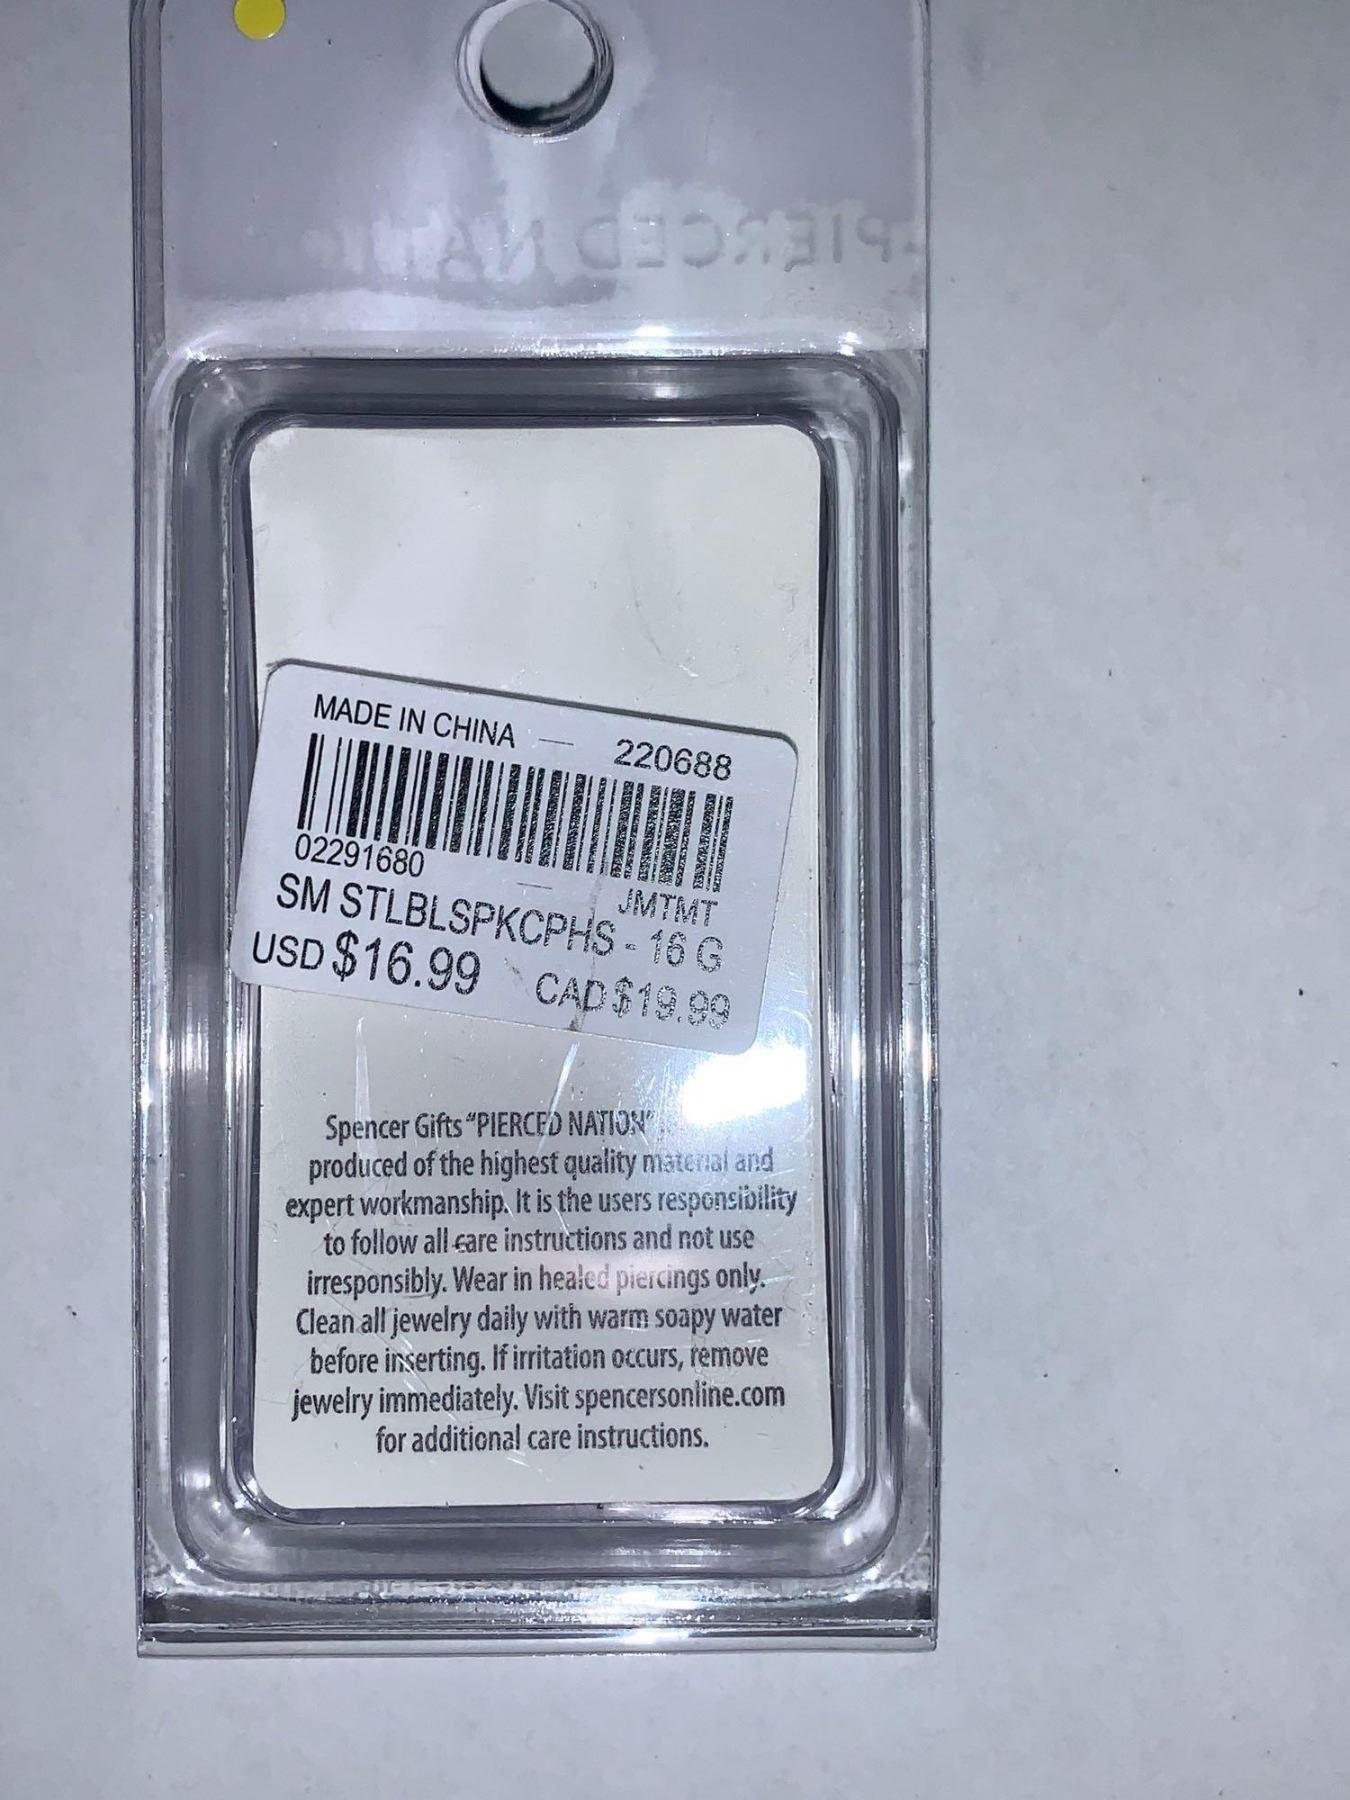 PIERCED NATION
MADE IN CHINA — 220688
02291680
JMTMT
SM STLBLSPKCPHS - 16 G
USD $16.99 CAD $19.99
Spencer Gifts “PIERCED NATION”
produced of the highest quality material and
expert workmanship. It is the users responsibility
to follow all care instructions and not use
irresponsibly. Wear in healed piercings only.
Clean all jewelry daily with warm soapy water
before inserting. If irritation occurs, remove
jewelry immediately. Visit spencersonline.com
for additional care instructions.